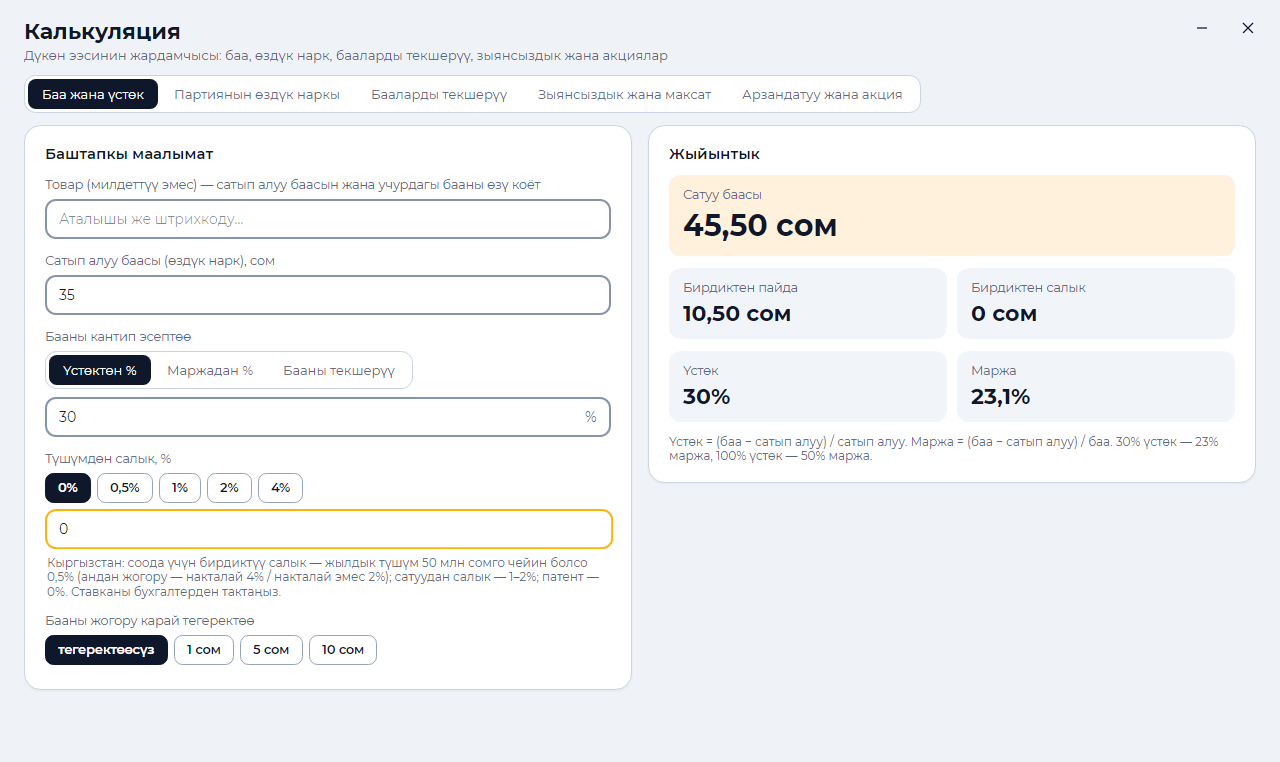 Калькуляция
Дүкөн ээсинин жардамчысы: баа, өздүк нарк, бааларды текшерүү, зыянсыздык жана акциялар
Баа жана үстөк
Партиянын өздүк наркы
Бааларды текшерүү
Зыянсыздык жана максат
Арзандатуу жана акция
Баштапкы маалымат
Товар (милдеттүү эмес) — сатып алуу баасын жана учурдагы бааны өзү коёт
Аталышы же штрихкоду...
Сатып алуу баасы (өздүк нарк), сом
35
Бааны кантип эсептөө
Үстөктөн %
Маржадан %
Бааны текшерүү
30 %
Түшүмдөн салык, %
0%
0,5%
1%
2%
4%
0
Кыргызстан: соода үчүн бирдиктүү салык — жылдык түшүм 50 млн сомго чейин болсо
0,5% (андан жогору — накталай 4% / накталай эмес 2%); сатуудан салык — 1–2%; патент —
0%. Ставканы бухгалтерден тактаңыз.
Бааны жогору карай тегеректөө
тегеректөөсүз
1 сом
5 сом
10 сом
Жыйынтык
Сатуу баасы
45,50 сом
Бирдиктен пайда
10,50 сом
Бирдиктен салык
0 сом
Үстөк
30%
Маржа
23,1%
Үстөк = (баа − сатып алуу) / сатып алуу. Маржа = (баа − сатып алуу) / баа. 30% үстөк — 23%
маржа, 100% үстөк — 50% маржа.